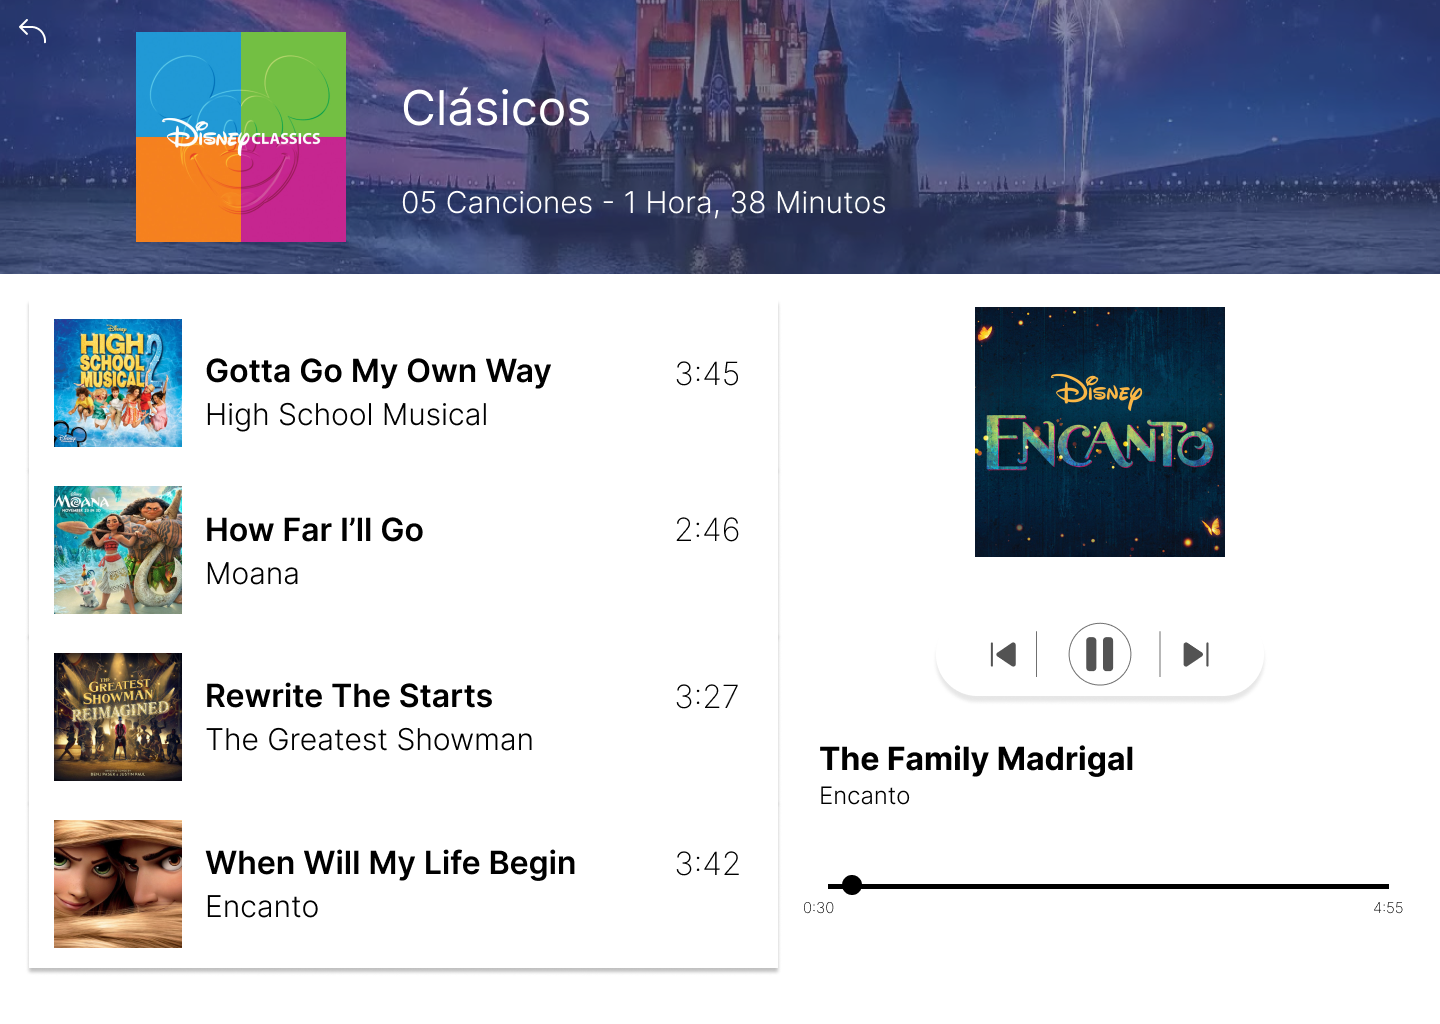 Disney CLASSICS
Clásicos
05 Canciones - 1 Hora, 38 Minutos
Disney
HIGH
SCHOOL
MUSICAL 2
Disney
Gotta Go My Own Way
3:45
High School Musical
MOANA
How Far I’ll Go
2:46
Moana
THE
GREATEST
SHOWMAN
REIMAGINED
Rewrite The Starts
3:27
The Greatest Showman
When Will My Life Begin
3:42
Encanto
Disney
ENCANTO
The Family Madrigal
Encanto
0:30
4:55